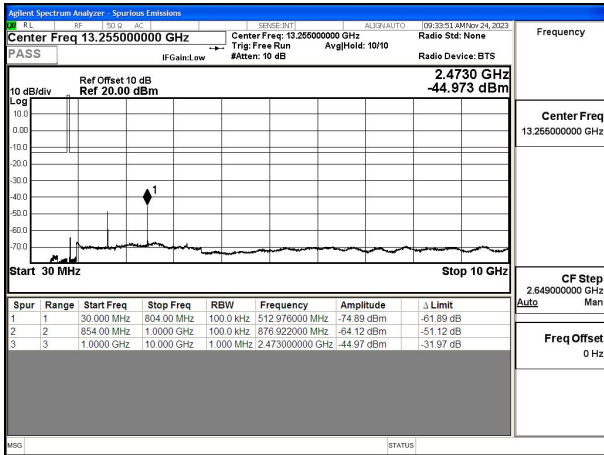 Agilent Spectrum Analyzer - Spurious Emissions
RL RF 50 Ω AC SENSE:INT ALIGN AUTO 09:33:51 AM Nov 24, 2023
Center Freq 13.255000000 GHz
Center Freq: 13.255000000 GHz
Radio Std: None
Trig: Free Run
Avg|Hold: 10/10
PASS
IFGain:Low
#Atten: 10 dB
Radio Device: BTS
Ref Offset 10 dB
2.4730 GHz
10 dB/div
Ref 20.00 dBm
-44.973 dBm
Log
10.0
0.00
-10.0
-20.0
-30.0
-40.0
-50.0
-60.0
-70.0
1
Start 30 MHz
Stop 10 GHz
Spur Range Start Freq Stop Freq RBW Frequency Amplitude Δ Limit
1 1 30.000 MHz 804.00 MHz 100.0 kHz 512.976000 MHz -74.89 dBm -61.89 dB
2 2 854.00 MHz 1.0000 GHz 100.0 kHz 876.922000 MHz -64.12 dBm -51.12 dB
3 3 1.0000 GHz 10.000 GHz 1.000 MHz 2.473000000 GHz -44.97 dBm -31.97 dB
MSG
STATUS
Frequency
Center Freq
13.255000000 GHz
CF Step
2.649000000 GHz
Auto Man
Freq Offset
0 Hz